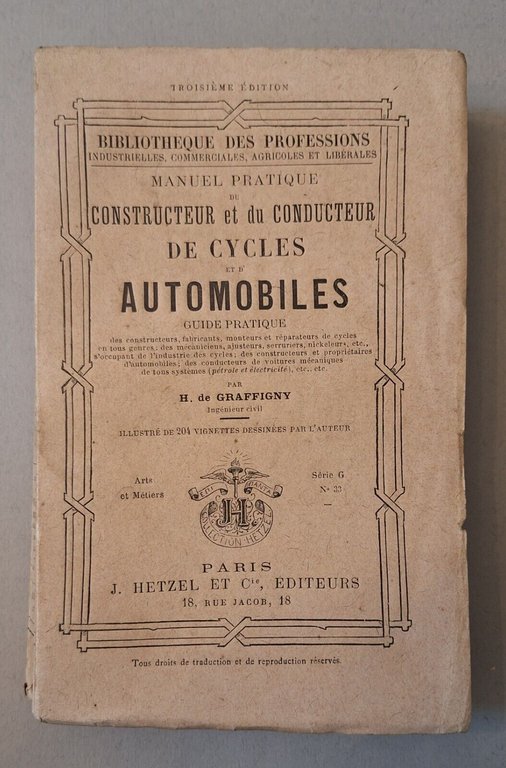 TROISIÈME ÉDITION
BIBLIOTHEQUE DES PROFESSIONS
INDUSTRIELLES, COMMERCIALES, AGRICOLES ET LIBÉRALES
MANUEL PRATIQUE
DU
CONSTRUCTEUR et du CONDUCTEUR
DE CYCLES
ET D'
AUTOMOBILES
GUIDE PRATIQUE
des constructeurs, fabricants, monteurs et réparateurs de cycles
en tous genres; des mécaniciens, ajusteurs, serruriers, nickeleurs, etc.,
s'occupant de l'industrie des cycles; des constructeurs et propriétaires
d'automobiles; des conducteurs de voitures mécaniques
de tous systèmes (pétrole et électricité), etc., etc.
PAR
H. de GRAFFIGNY
Ingénieur civil
ILLUSTRÉ DE 204 VIGNETTES DESSINÉES PAR L'AUTEUR
Arts
et Métiers
COLLECTION-HETZEL
Série G
N° 33
PARIS
J. HETZEL ET Cie, EDITEURS
18, RUE JACOB, 18
Tous droits de traduction et de reproduction réservés.